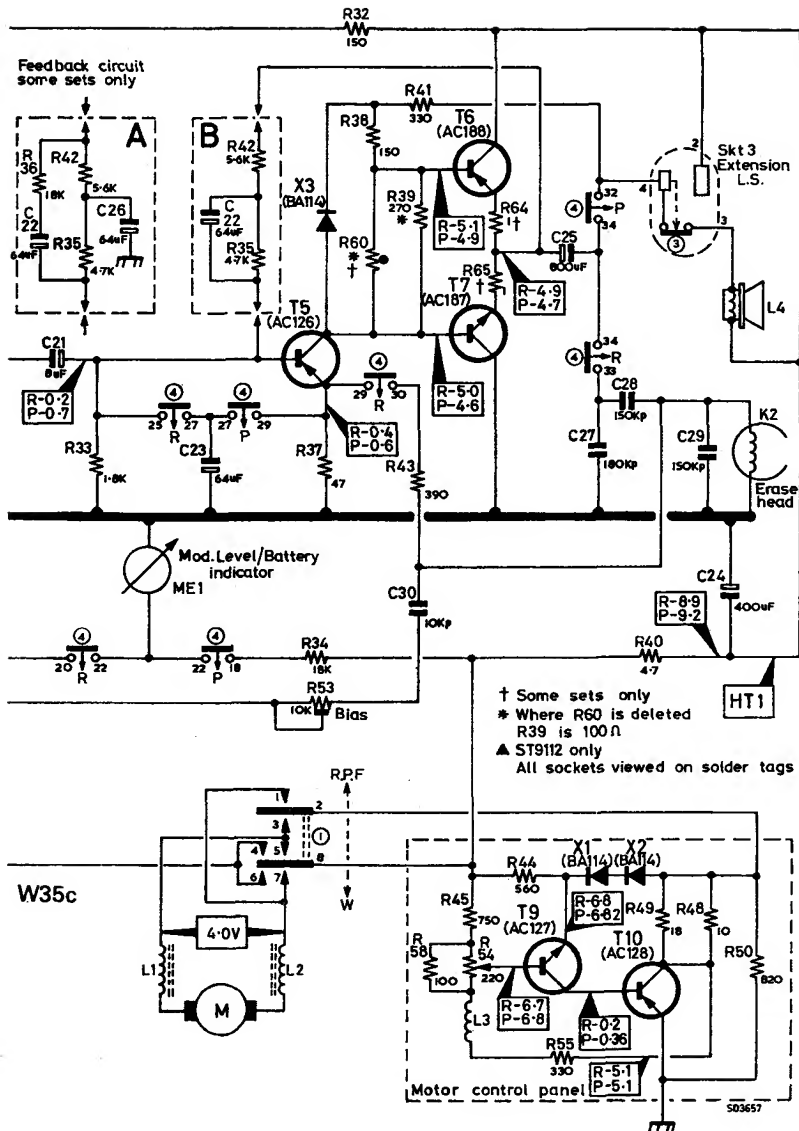 R32
150
Feedback circuit
some sets only
A
R
36
18K
R42
5·6K
C
22
64uF
C26
64uF
R35
4·7K
B
R42
5·6K
C
22
64uF
R35
4·7K
X3
(BA114)
R38
150
R41
330
T6
(AC188)
R39
270
*
R60
*
†
R-5·1
P-4·9
R64
1†
R65
†
1
T7
(AC187)
R-4·9
P-4·7
C25
800uF
④
P
32
34
④
R
34
33
Skt 3
Extension
L.S.
2
4
3
③
L4
T5
(AC126)
C21
8uF
R-0·2
P-0·7
R33
1·8K
④
25
27
R
④
27
29
P
C23
64uF
R37
47
④
29
30
R
R-0·4
P-0·6
R43
390
R-5·0
P-4·6
C28
150Kp
C27
180Kp
C29
150Kp
K2
Erase
head
Mod. Level/Battery
indicator
ME1
C30
10Kp
C24
400uF
R-8·9
P-9·2
④
20
22
R
④
22
18
P
R34
18K
R40
4·7
HT1
R53
10K
Bias
† Some sets only
* Where R60 is deleted
R39 is 100Ω
▲ ST9112 only
All sockets viewed on solder tags
R.P.F
1
2
3
4
5
①
8
6
7
W
W35c
4·0V
L1
L2
M
R44
560
X1
(BA114)
X2
(BA114)
R45
750
T9
(AC127)
R-6·8
P-6·82
R49
18
R48
10
R
58
100
R
54
220
T10
(AC128)
R50
820
R-6·7
P-6·8
L3
R-0·2
P-0·36
R55
330
R-5·1
P-5·1
Motor control panel
SD3657